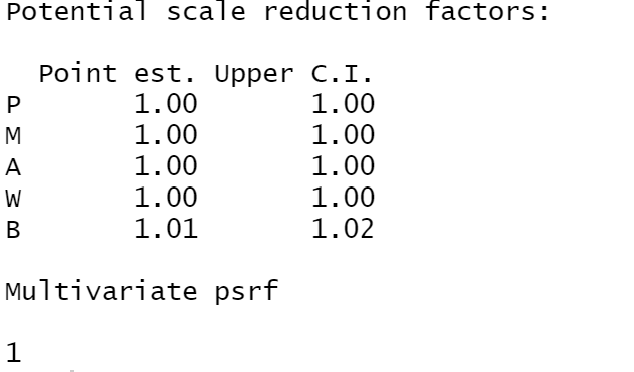 Potential scale reduction factors:
Point est. Upper C.I.
P 1.00 1.00
M 1.00 1.00
A 1.00 1.00
W 1.00 1.00
B 1.01 1.02
Multivariate psrf
1